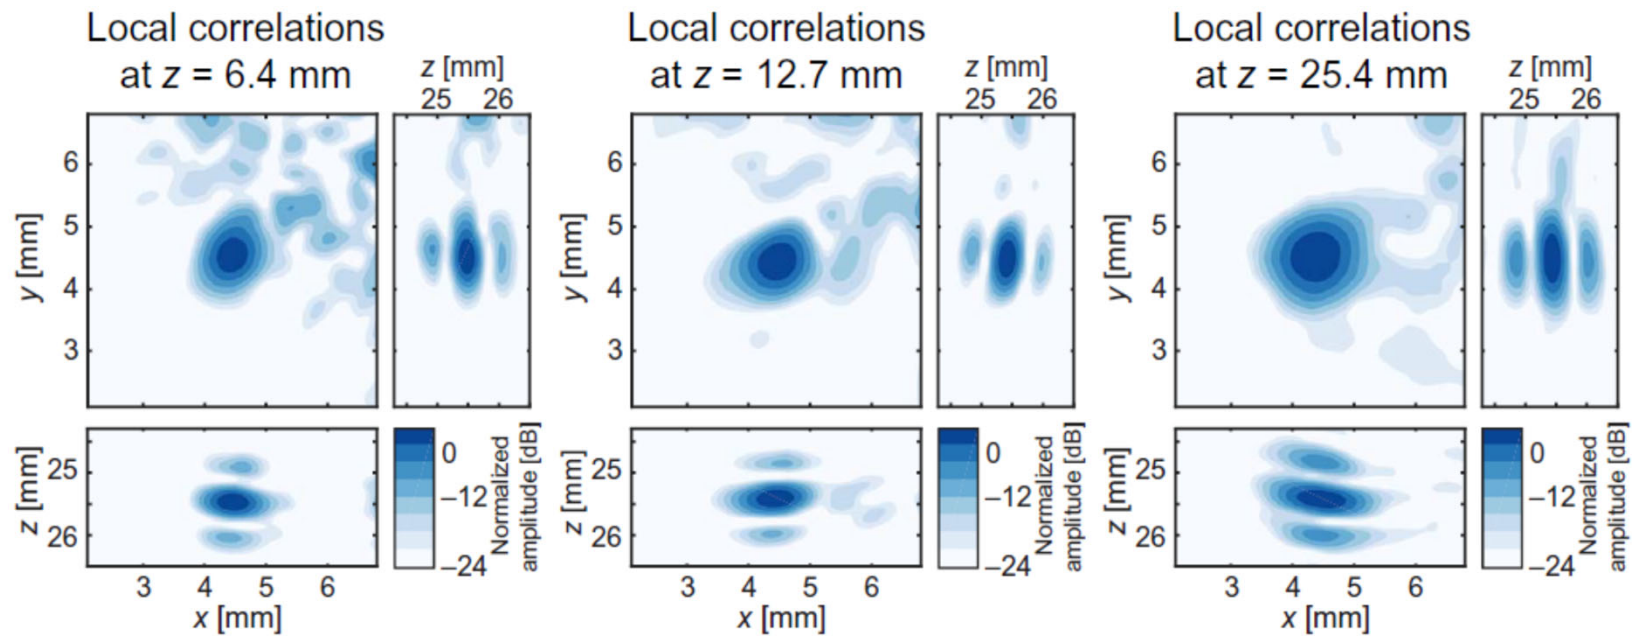 Local correlations
at z = 6.4 mm
z [mm]
25 26
6
5
4
3
y [mm]
25
26
z [mm]
3 4 5 6
x [mm]
0
–12
–24
Normalized
amplitude [dB]
Local correlations
at z = 12.7 mm
z [mm]
25 26
6
5
4
3
y [mm]
25
26
z [mm]
3 4 5 6
x [mm]
0
–12
–24
Normalized
amplitude [dB]
Local correlations
at z = 25.4 mm
z [mm]
25 26
6
5
4
3
y [mm]
25
26
z [mm]
3 4 5 6
x [mm]
0
–12
–24
Normalized
amplitude [dB]